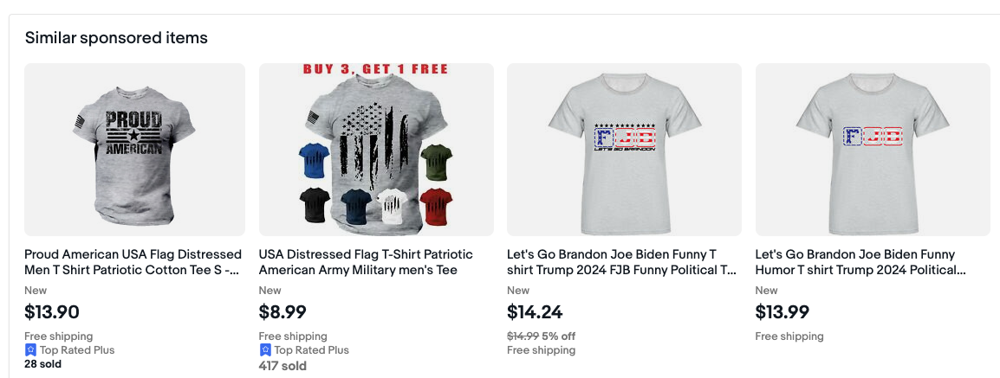 Similar sponsored items
PROUD
AMERICAN
BUY 3, GET 1 FREE
FJB
LET'S GO BRANDON
FJB
Proud American USA Flag Distressed
Men T Shirt Patriotic Cotton Tee S -...
New
$13.90
Free shipping
Top Rated Plus
28 sold
USA Distressed Flag T-Shirt Patriotic
American Army Military men's Tee
New
$8.99
Free shipping
Top Rated Plus
417 sold
Let's Go Brandon Joe Biden Funny T
shirt Trump 2024 FJB Funny Political T...
New
$14.24
$14.99 5% off
Free shipping
Let's Go Brandon Joe Biden Funny
Humor T shirt Trump 2024 Political...
New
$13.99
Free shipping